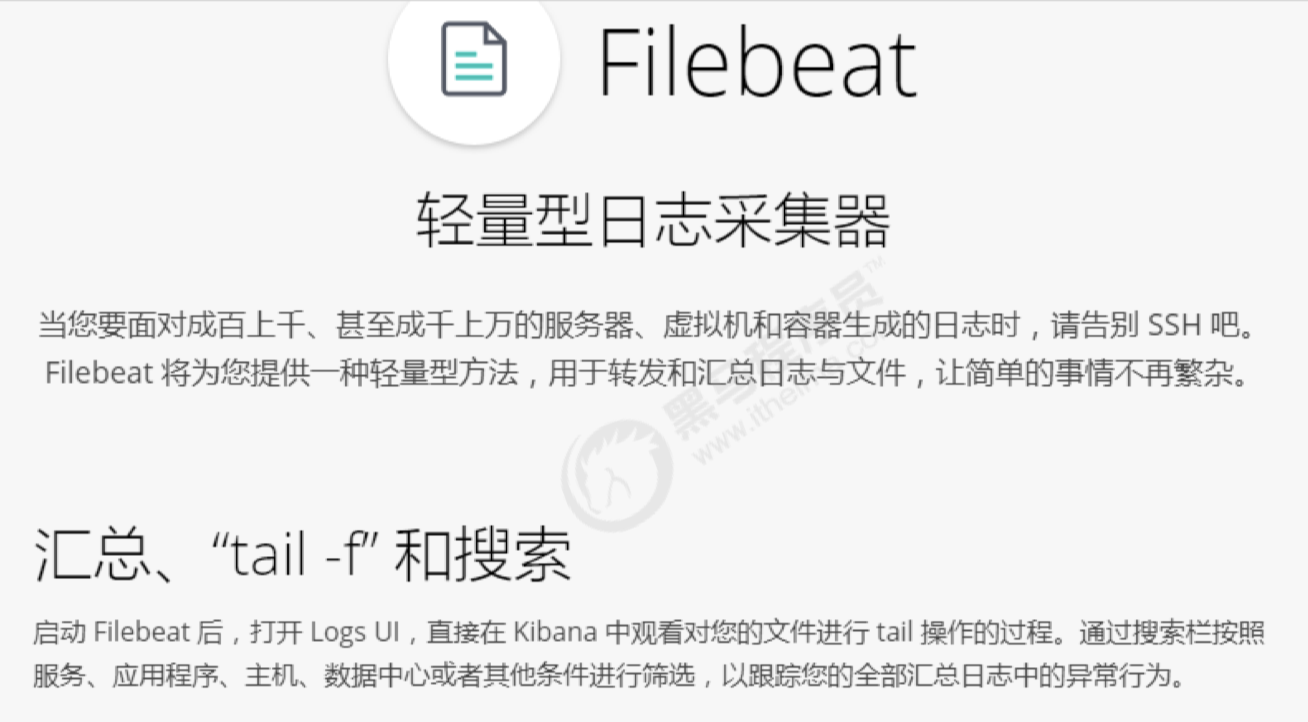 Filebeat
轻量型日志采集器
当您要面对成百上千、甚至成千上万的服务器、虚拟机和容器生成的日志时，请告别 SSH 吧。
Filebeat 将为您提供一种轻量型方法，用于转发和汇总日志与文件，让简单的事情不再繁杂。
黑马程序员™
www.itheima.com
汇总、“tail -f” 和搜索
启动 Filebeat 后，打开 Logs UI，直接在 Kibana 中观看对您的文件进行 tail 操作的过程。通过搜索栏按照
服务、应用程序、主机、数据中心或者其他条件进行筛选，以跟踪您的全部汇总日志中的异常行为。